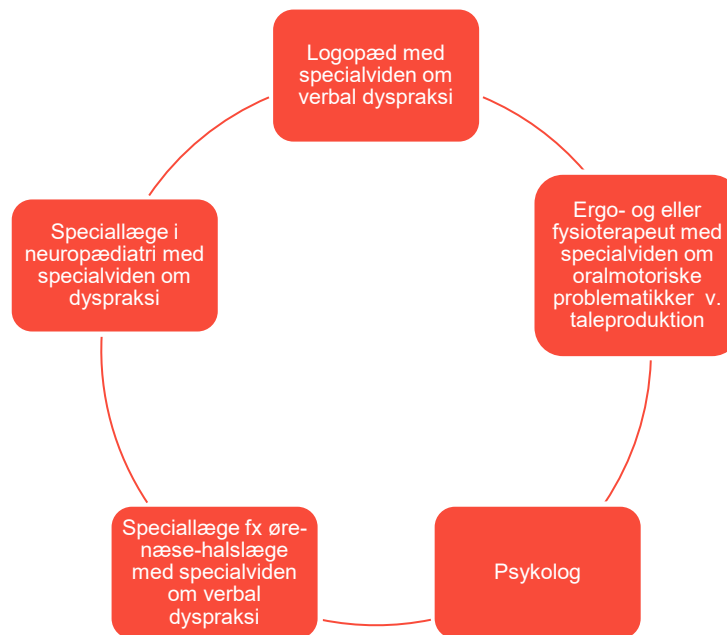 Logopæd med
specialviden om
verbal dyspraksi
Ergo- og eller
fysioterapeut med
specialviden om
oralmotoriske
problematikker v.
taleproduktion
Psykolog
Speciallæge fx øre-
næse-halslæge
med specialviden
om verbal
dyspraksi
Speciallæge i
neuropædiatri med
specialviden om
dyspraksi